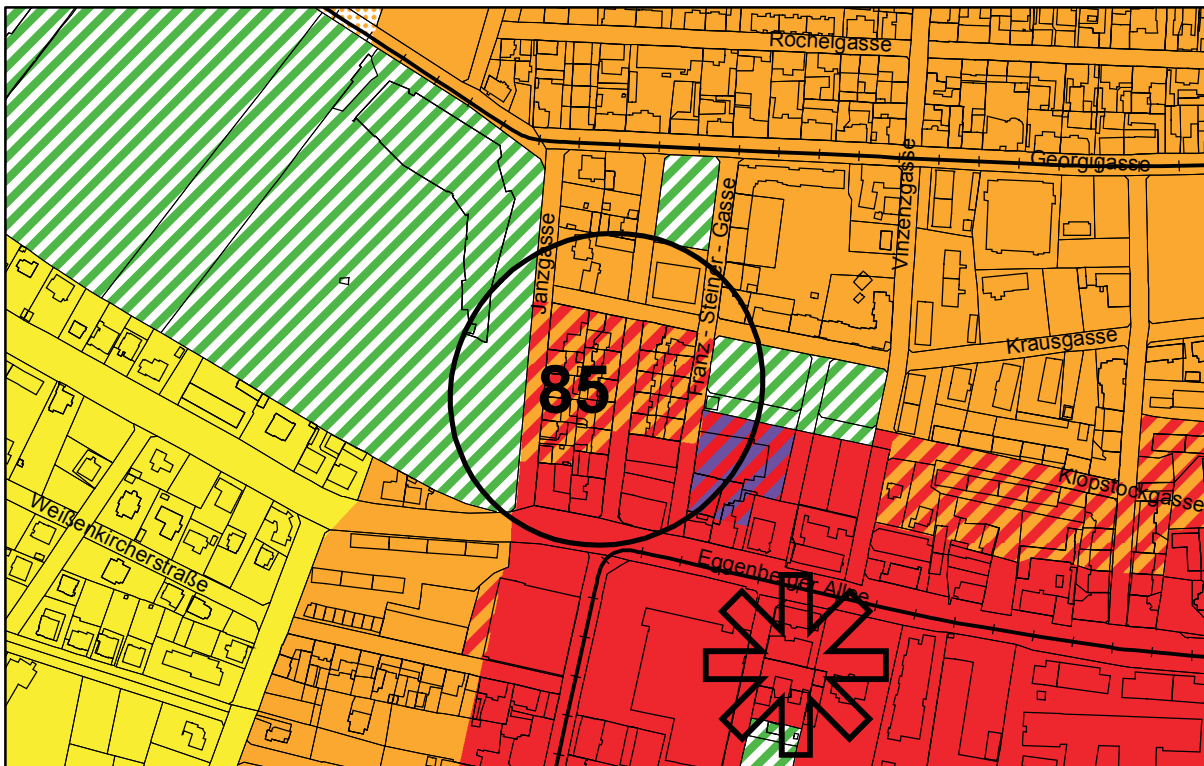 Rochelgasse
Georgigasse
Janzgasse
Franz - Steiner - Gasse
Vinzenzgasse
Krausgasse
85
Klopstockgasse
Weißenkircherstraße
Eggenberger Allee